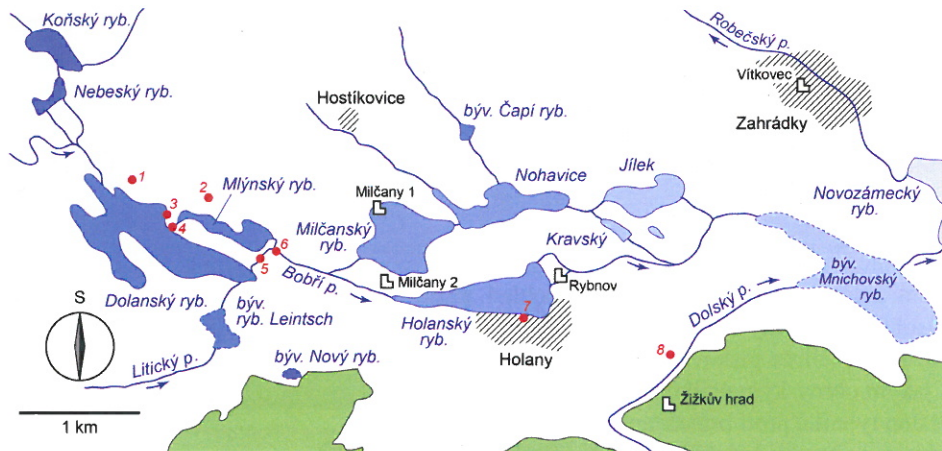 Koňský ryb.
Nebeský ryb.
Hostíkovice
býv. Čapí ryb.
Robečský p.
Vítkovec
Zahrádky
1
2
Mlýnský ryb.
3
4
Milčany 1
Nohavice
Jílek
Novozámecký
ryb.
Milčanský
ryb.
6
5
Bobří p.
Milčany 2
Kravský
Rybnov
Dolanský ryb.
býv.
ryb. Leintsch
Holanský
ryb.
7
Holany
Dolský p.
býv.
Mnichovský
ryb.
S
Litický p.
býv. Nový ryb.
8
Žižkův hrad
1 km